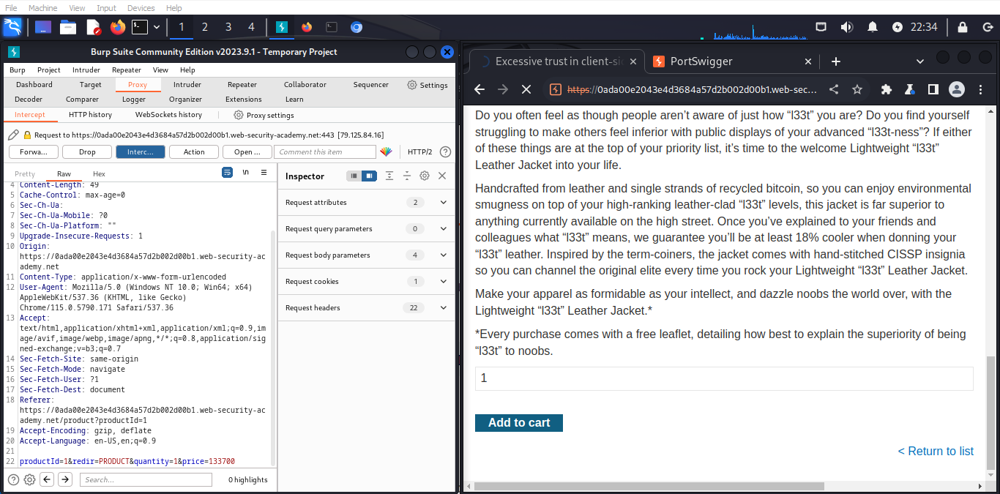 File Machine View Input Devices Help
1 2 3 4 22:34
Burp Suite Community Edition v2023.9.1 - Temporary Project
Burp Project Intruder Repeater View Help
Dashboard Target Proxy Intruder Repeater Collaborator Sequencer Settings
Decoder Comparer Logger Organizer Extensions Learn
Intercept HTTP history WebSockets history Proxy settings
Request to https://0ada00e2043e4d3684a57d2b002d00b1.web-security-academy.net:443 [79.125.84.16]
Forwa... Drop Interc... Action Open ... Comment this item HTTP/2 ?
Pretty Raw Hex \n
4 Content-Length: 49
5 Cache-Control: max-age=0
6 Sec-Ch-Ua:
7 Sec-Ch-Ua-Mobile: ?0
8 Sec-Ch-Ua-Platform: ""
9 Upgrade-Insecure-Requests: 1
10 Origin:
https://0ada00e2043e4d3684a57d2b002d00b1.web-security-ac
ademy.net
11 Content-Type: application/x-www-form-urlencoded
12 User-Agent: Mozilla/5.0 (Windows NT 10.0; Win64; x64)
AppleWebKit/537.36 (KHTML, like Gecko)
Chrome/115.0.5790.171 Safari/537.36
13 Accept:
text/html,application/xhtml+xml,application/xml;q=0.9,im
age/avif,image/webp,image/apng,*/*;q=0.8,application/sig
ned-exchange;v=b3;q=0.7
14 Sec-Fetch-Site: same-origin
15 Sec-Fetch-Mode: navigate
16 Sec-Fetch-User: ?1
17 Sec-Fetch-Dest: document
18 Referer:
https://0ada00e2043e4d3684a57d2b002d00b1.web-security-ac
ademy.net/product?productId=1
19 Accept-Encoding: gzip, deflate
20 Accept-Language: en-US,en;q=0.9
21
22 productId=1&redir=PRODUCT&quantity=1&price=133700
? Search... 0 highlights
Inspector
Request attributes 2
Request query parameters 0
Request body parameters 4
Request cookies 1
Request headers 22
Excessive trust in client-si PortSwigger
https://0ada00e2043e4d3684a57d2b002d00b1.web-sec...
Do you often feel as though people aren’t aware of just how “l33t” you are? Do you find yourself
struggling to make others feel inferior with public displays of your advanced “l33t-ness”? If either
of these things are at the top of your priority list, it’s time to the welcome Lightweight “l33t”
Leather Jacket into your life.
Handcrafted from leather and single strands of recycled bitcoin, so you can enjoy environmental
smugness on top of your high-ranking leather-clad “l33t” levels, this jacket is far superior to
anything currently available on the high street. Once you’ve explained to your friends and
colleagues what “l33t” means, we guarantee you’ll be at least 18% cooler when donning your
“l33t” leather. Inspired by the term-coiners, the jacket comes with hand-stitched CISSP insignia
so you can channel the original elite every time you rock your Lightweight “l33t” Leather Jacket.
Make your apparel as formidable as your intellect, and dazzle noobs the world over, with the
Lightweight “l33t” Leather Jacket.*
*Every purchase comes with a free leaflet, detailing how best to explain the superiority of being
“l33t” to noobs.
1
Add to cart
< Return to list